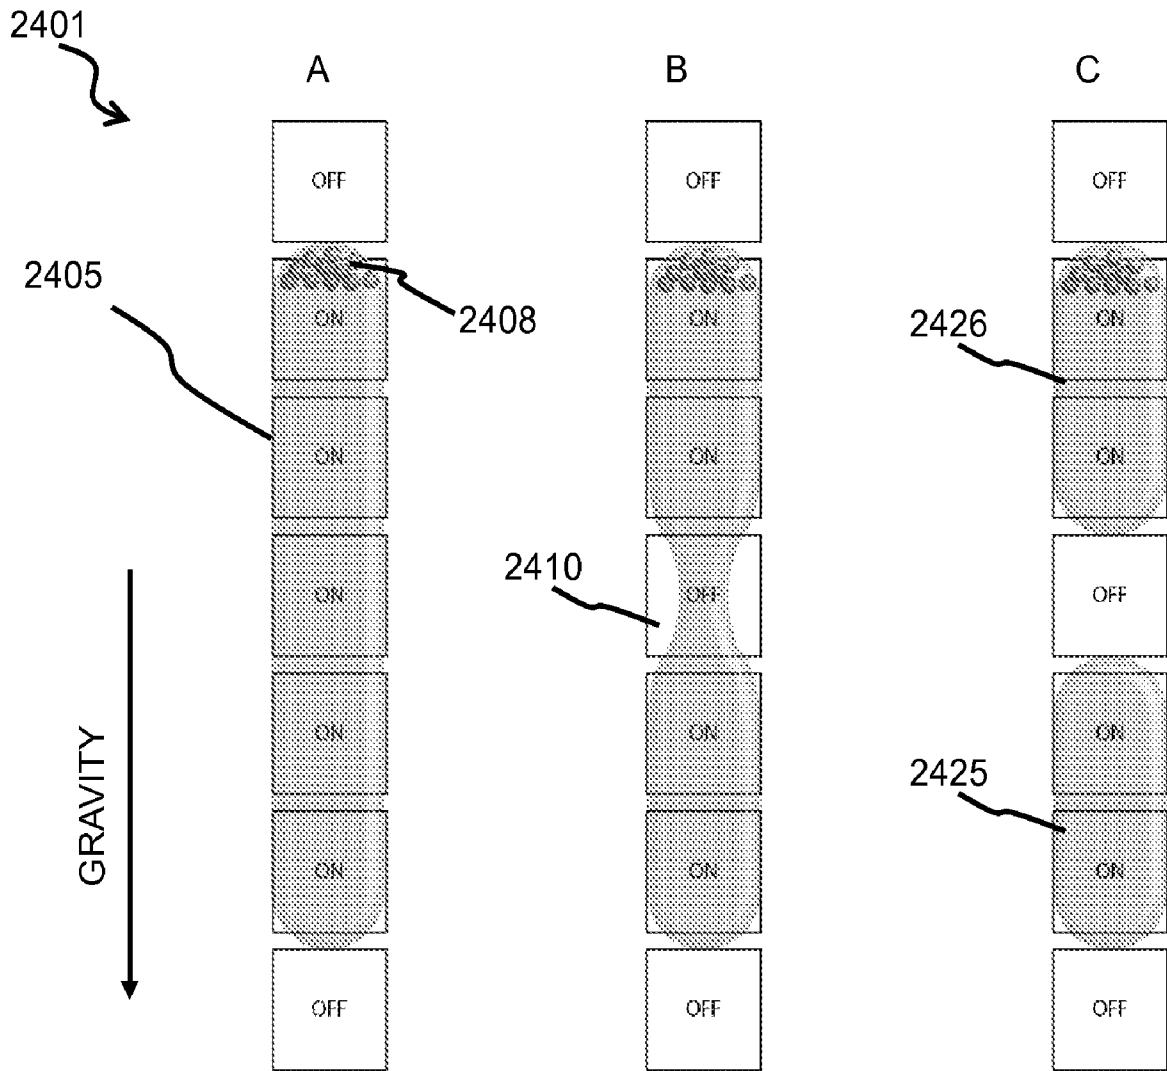 2401
A B C
OFF OFF OFF
2405
2408
ON ON ON
2426
ON ON ON
2410
ON OFF OFF
GRAVITY
ON ON ON
2425
ON ON ON
OFF OFF OFF